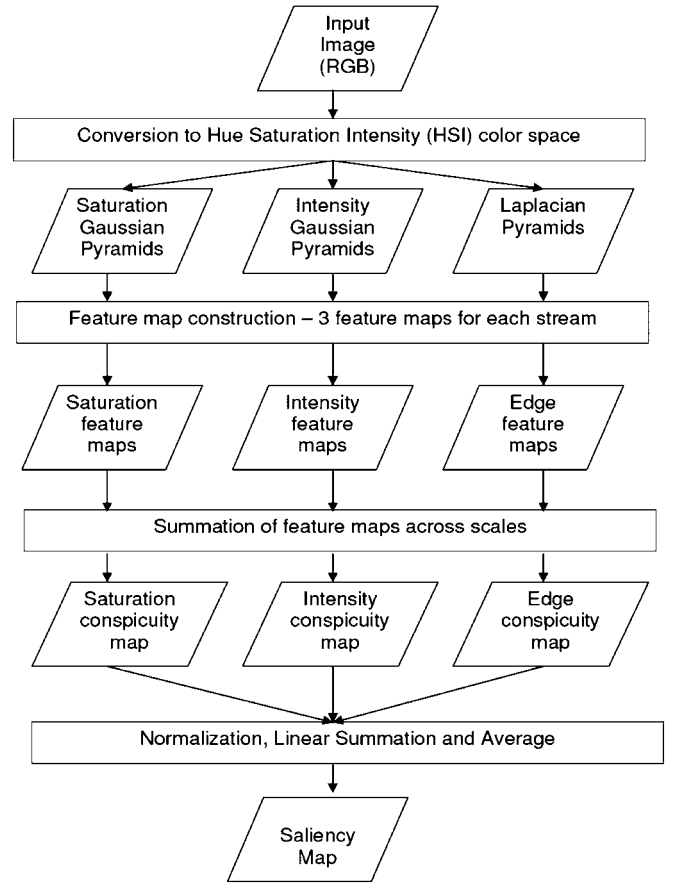 Input
Image
(RGB)
Conversion to Hue Saturation Intensity (HSI) color space
Saturation
Gaussian
Pyramids
Intensity
Gaussian
Pyramids
Laplacian
Pyramids
Feature map construction – 3 feature maps for each stream
Saturation
feature
maps
Intensity
feature
maps
Edge
feature
maps
Summation of feature maps across scales
Saturation
conspicuity
map
Intensity
conspicuity
map
Edge
conspicuity
map
Normalization, Linear Summation and Average
Saliency
Map